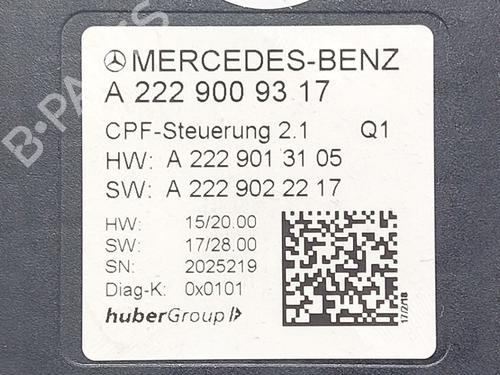 MERCEDES-BENZ
A 222 900 93 17
CPF-Steuerung 2.1 Q1
HW: A 222 901 31 05
SW: A 222 902 22 17
HW: 15/20.00
SW: 17/28.00
SN: 2025219
Diag-K: 0x0101
huberGroup
17/2/18
B-PARTS